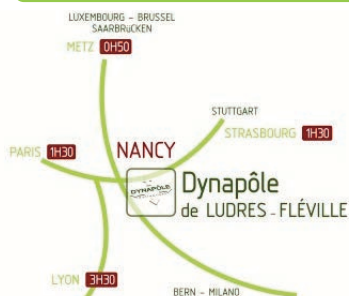 LUXEMBOURG - BRUSSEL
SAARBRüCKEN
METZ 0H50
STUTTGART
STRASBOURG 1H30
PARIS 1H30
NANCY
DYNAPÔLE
Dynapôle
de LUDRES - FLÉVILLE
LYON 3H30
BERN - MILANO